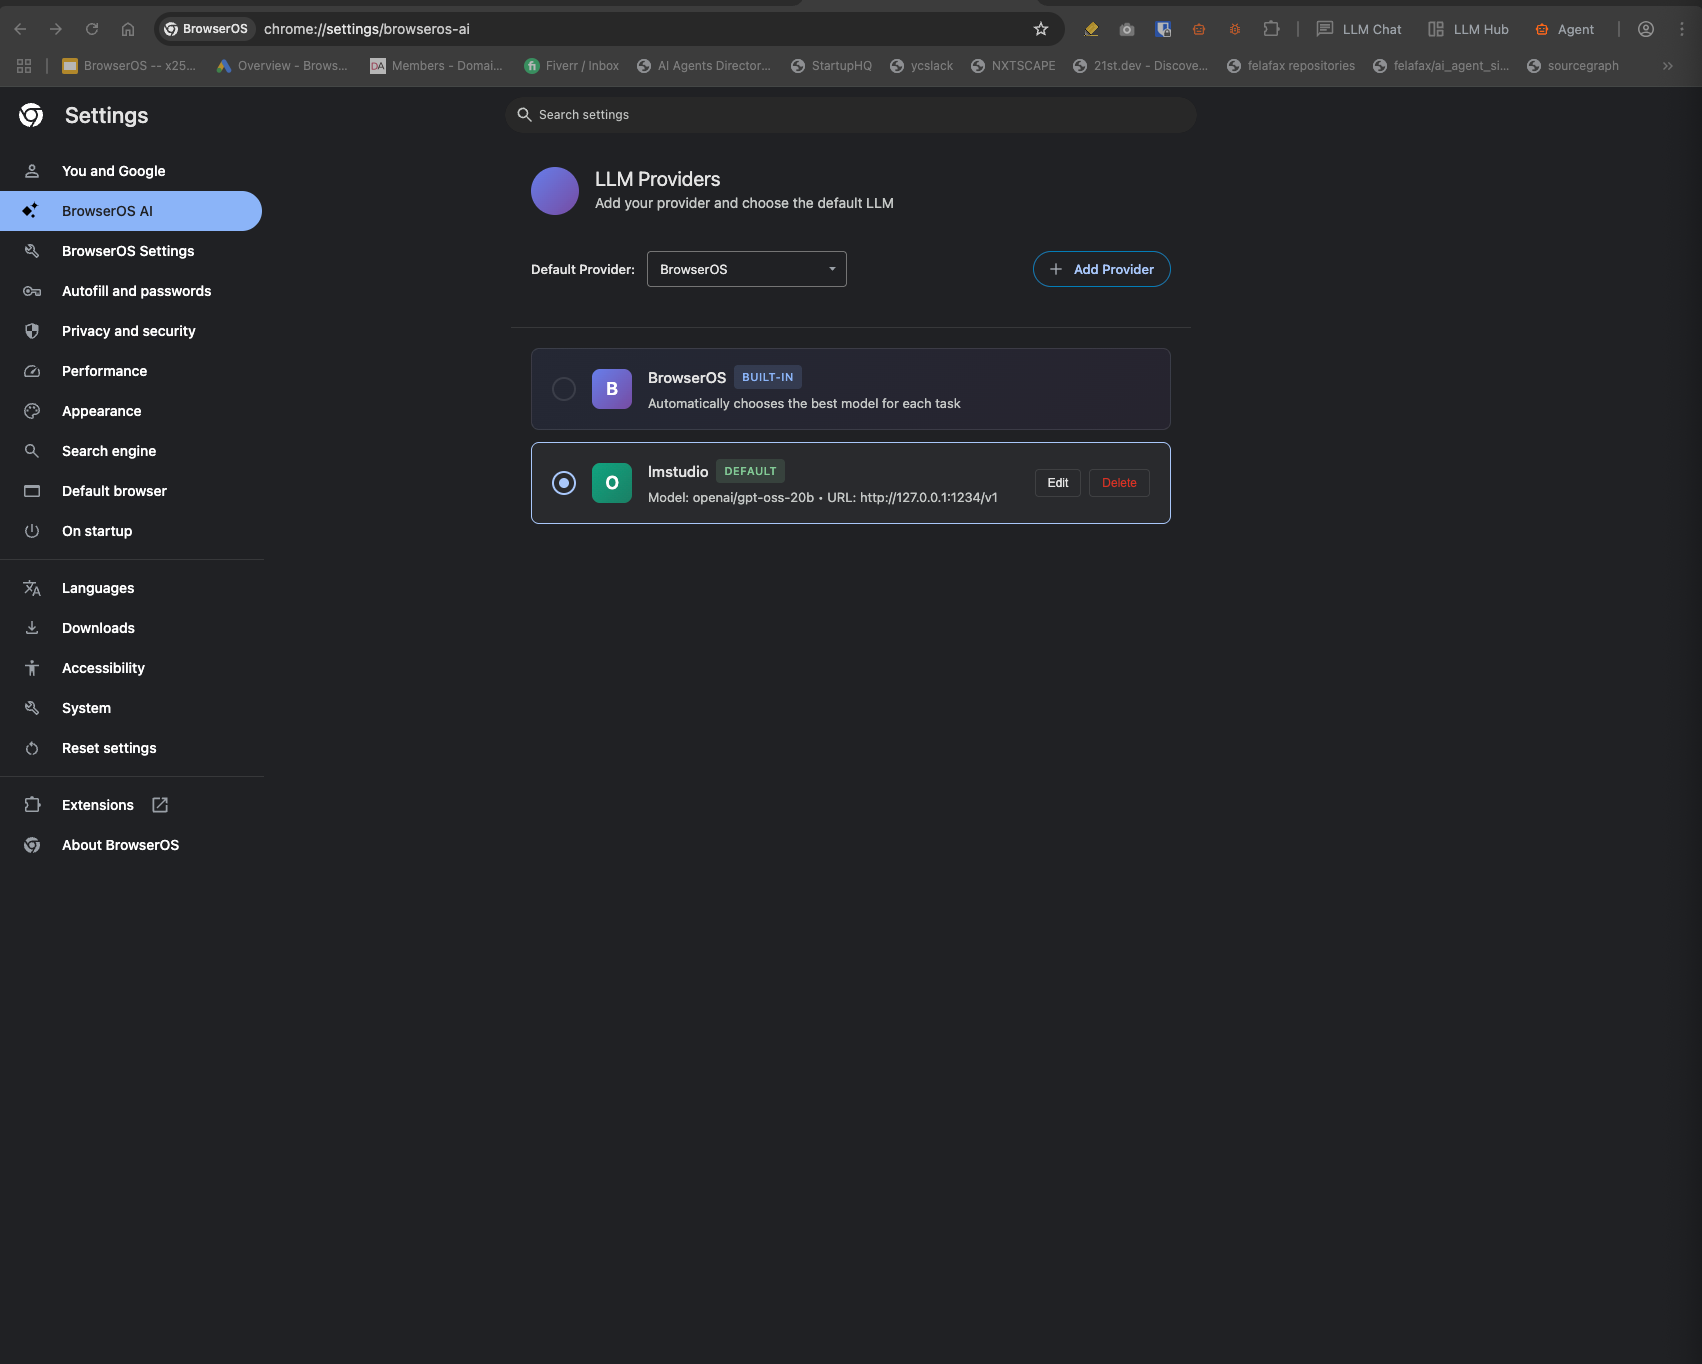 BrowserOS chrome://settings/browseros-ai LLM Chat LLM Hub Agent
BrowserOS -- x25... Overview - Brows... DA Members - Domai... fi Fiverr / Inbox AI Agents Director... StartupHQ ycslack NXTSCAPE 21st.dev - Discove... felafax repositories felafax/ai_agent_si... sourcegraph
Settings
Search settings
You and Google
BrowserOS AI
BrowserOS Settings
Autofill and passwords
Privacy and security
Performance
Appearance
Search engine
Default browser
On startup
Languages
Downloads
Accessibility
System
Reset settings
Extensions
About BrowserOS
LLM Providers
Add your provider and choose the default LLM
Default Provider: BrowserOS Add Provider
B
BrowserOS BUILT-IN
Automatically chooses the best model for each task
O
lmstudio DEFAULT
Model: openai/gpt-oss-20b • URL: http://127.0.0.1:1234/v1
Edit Delete